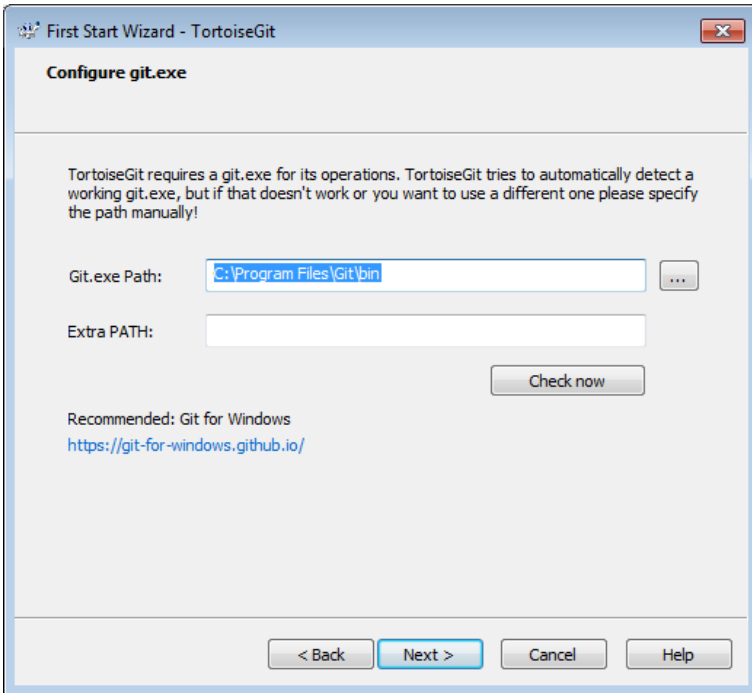 First Start Wizard - TortoiseGit
Configure git.exe
TortoiseGit requires a git.exe for its operations. TortoiseGit tries to automatically detect a
working git.exe, but if that doesn't work or you want to use a different one please specify
the path manually!
Git.exe Path: C:\Program Files\Git\bin ...
Extra PATH:
Check now
Recommended: Git for Windows
https://git-for-windows.github.io/
< Back Next > Cancel Help